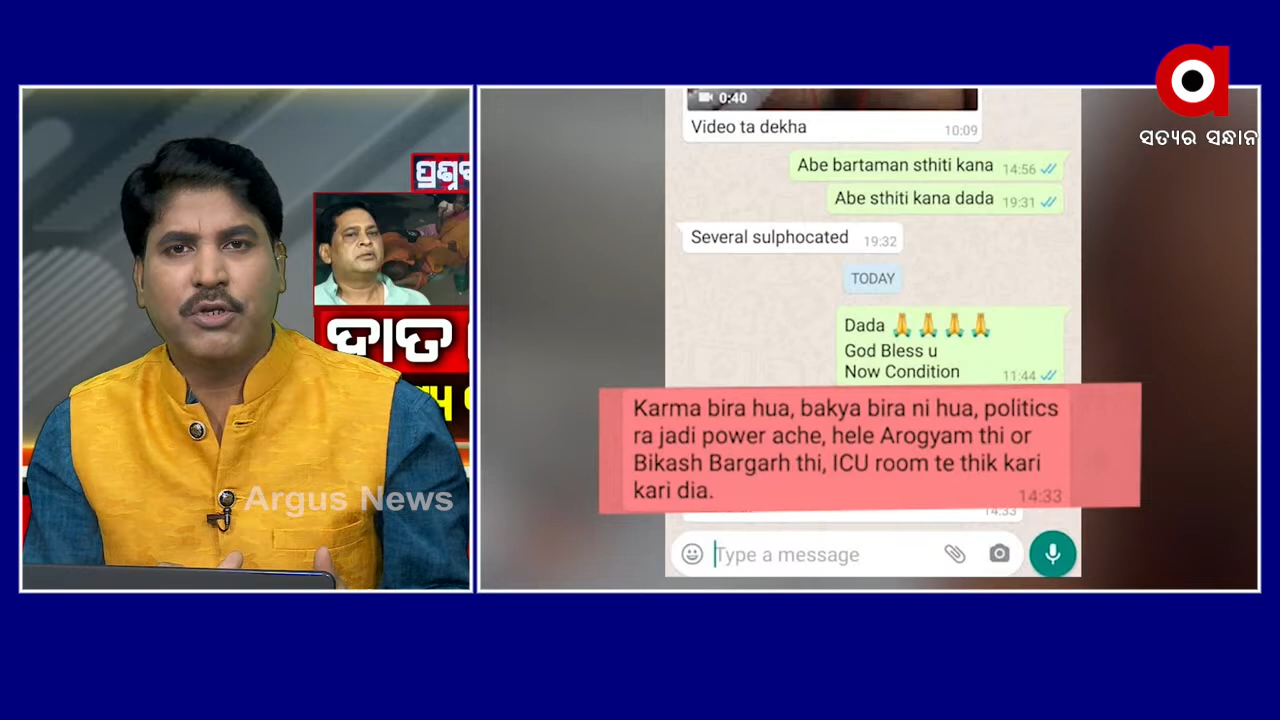 ସତ୍ୟର ସନ୍ଧାନ
ପ୍ରଶ୍ନବ
ହାତ
Argus News
0:40
Video ta dekha 10:09
Abe bartaman sthiti kana 14:56
Abe sthiti kana dada 19:31
Several sulphocated 19:32
TODAY
Dada 🙏🙏🙏🙏
God Bless u
Now Condition 11:44
Karma bira hua, bakya bira ni hua, politics
ra jadi power ache, hele Arogyam thi or
Bikash Bargarh thi, ICU room te thik kari
kari dia. 14:33
14:33
Type a message